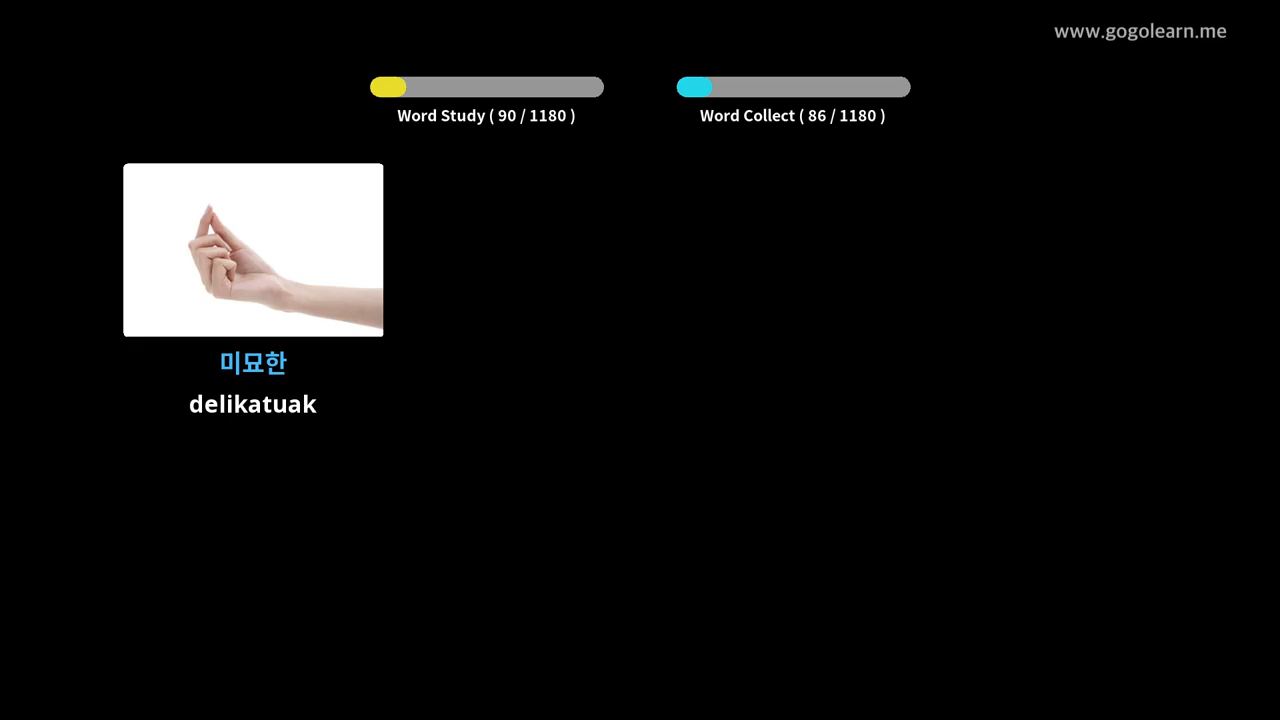 www.gogolearn.me
Word Study ( 90 / 1180 )
Word Collect ( 86 / 1180 )
미묘한
delikatuak